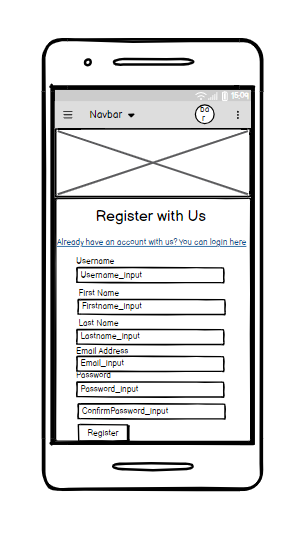 15:04
Navbar
ba
r
Register with Us
Already have an account with us? You can login here
Username
Username_input
First Name
Firstname_input
Last Name
Lastname_input
Email Address
Email_input
Password
Password_input
ConfirmPassword_input
Register